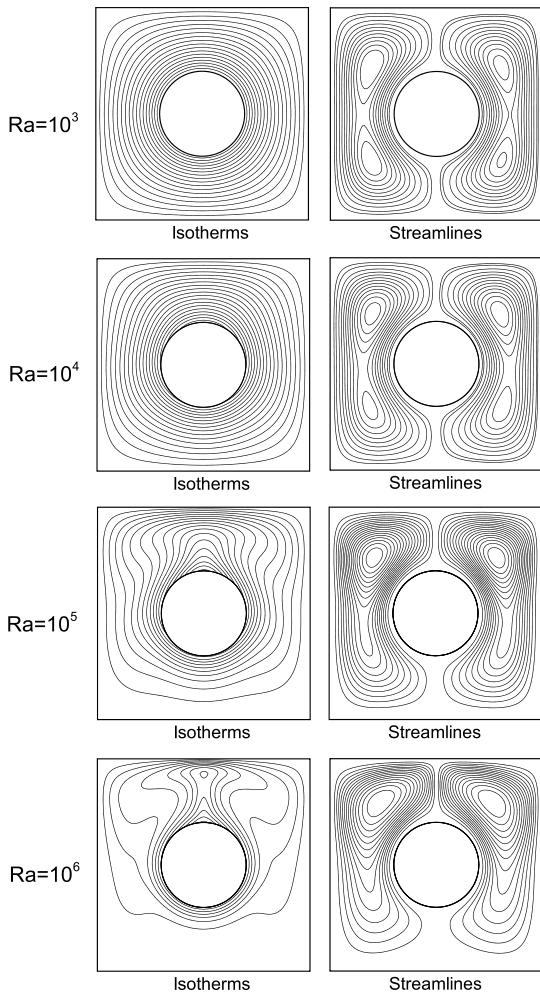 Ra=10³
Isotherms Streamlines
Ra=10⁴
Isotherms Streamlines
Ra=10⁵
Isotherms Streamlines
Ra=10⁶
Isotherms Streamlines